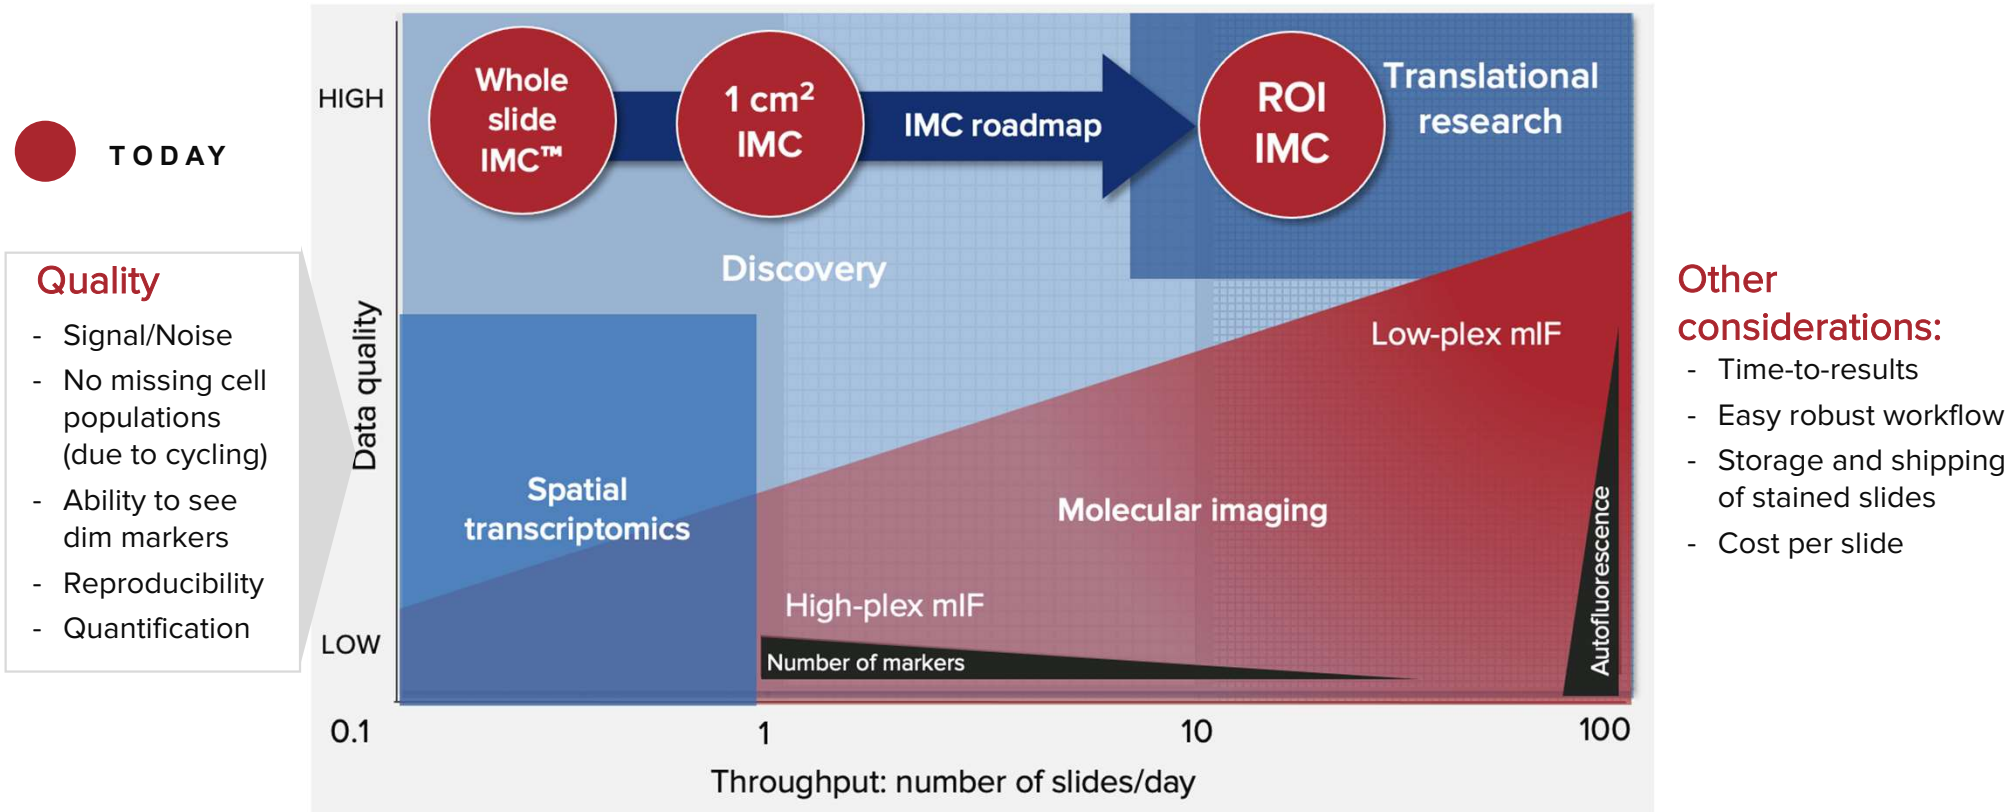 TODAY
Quality
- Signal/Noise
- No missing cell
populations
(due to cycling)
- Ability to see
dim markers
- Reproducibility
- Quantification
HIGH
Data quality
LOW
Whole
slide
IMC™
1 cm²
IMC
IMC roadmap
ROI
IMC
Translational
research
Discovery
Low-plex mIF
Spatial
transcriptomics
Molecular imaging
High-plex mIF
Number of markers
Autofluorescence
0.1
1
10
100
Throughput: number of slides/day
Other
considerations:
- Time-to-results
- Easy robust workflow
- Storage and shipping
of stained slides
- Cost per slide